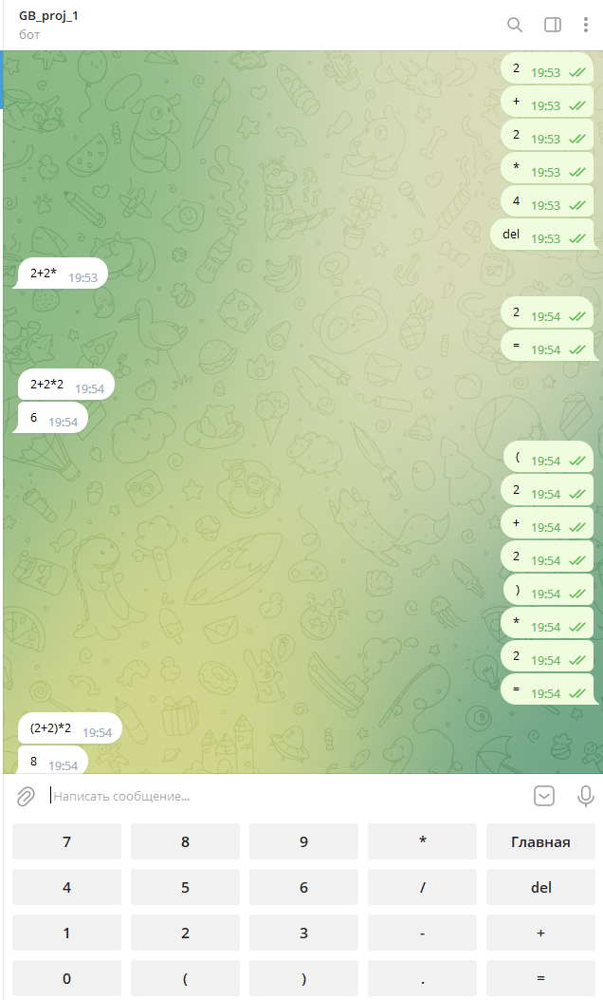 GB_proj_1
бот
2 19:53
+ 19:53
2 19:53
* 19:53
4 19:53
del 19:53
2+2* 19:53
2 19:54
= 19:54
2+2*2 19:54
6 19:54
( 19:54
2 19:54
+ 19:54
2 19:54
) 19:54
* 19:54
2 19:54
= 19:54
(2+2)*2 19:54
8 19:54
Написать сообщение...
7 8 9 * Главная
4 5 6 / del
1 2 3 - +
0 ( ) . =